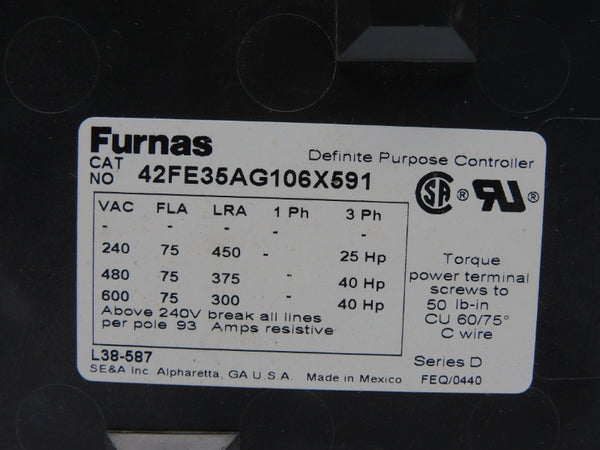 Furnas
Definite Purpose Controller
CAT NO 42FE35AG106X591
VAC FLA LRA 1 Ph 3 Ph
- - - - -
240 75 450 - 25 Hp
480 75 375 - 40 Hp
600 75 300 - 40 Hp
Above 240V break all lines
per pole 93 Amps resistive
SA ® RU ®
Torque
power terminal
screws to
50 lb-in
CU 60/75°
C wire
L38-587
Series D
SE&A Inc. Alpharetta, GA U.S.A. Made in Mexico FEQ/0440